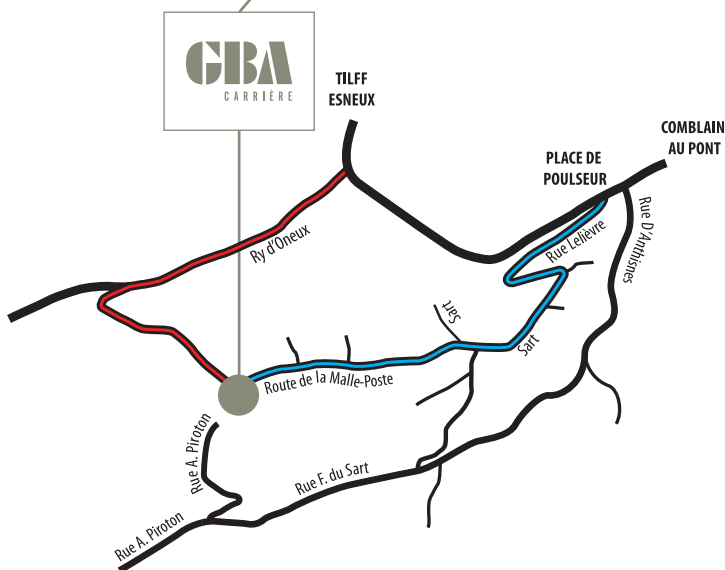 GBA
CARRIÈRE
TILFF
ESNEUX
COMBLAIN
AU PONT
PLACE DE
POULSEUR
Rue D'Anthisnes
Ry d'Oneux
Rue Lelièvre
Sart
Sart
Route de la Malle-Poste
Rue A. Piroton
Rue F. du Sart
Rue A. Piroton